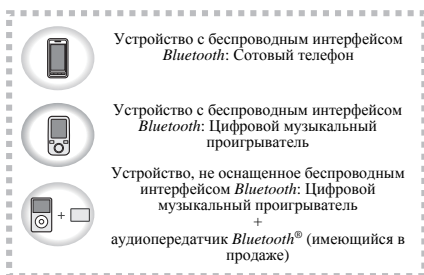 Устройство с беспроводным интерфейсом
Bluetooth: Сотовый телефон
Устройство с беспроводным интерфейсом
Bluetooth: Цифровой музыкальный
проигрыватель
Устройство, не оснащенное беспроводным
интерфейсом Bluetooth: Цифровой
музыкальный проигрыватель
+
+
аудиопередатчик Bluetooth® (имеющийся в
продаже)